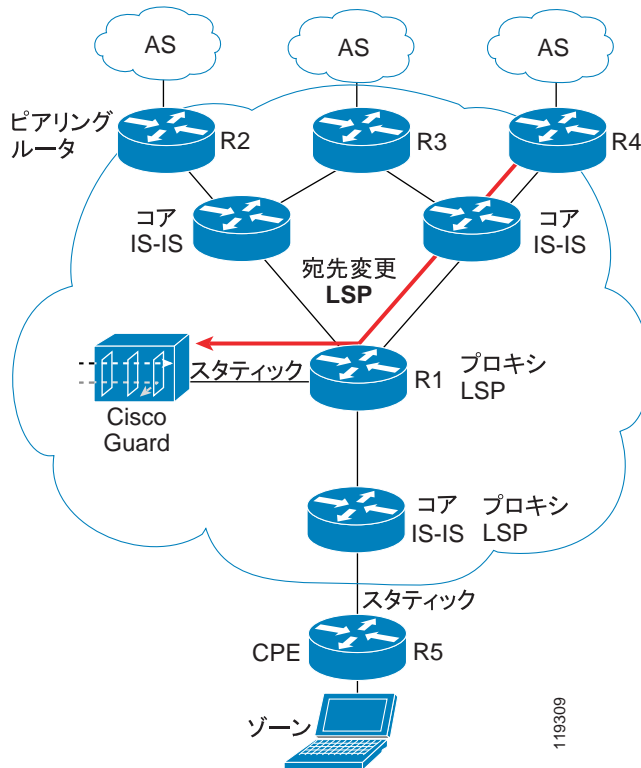 AS
AS
AS
ピアリング
ルータ
R2
R3
R4
コア
IS-IS
コア
IS-IS
宛先変更
LSP
スタティック
R1
プロキシ
LSP
Cisco
Guard
コア
IS-IS
プロキシ
LSP
スタティック
CPE
R5
ゾーン
119309